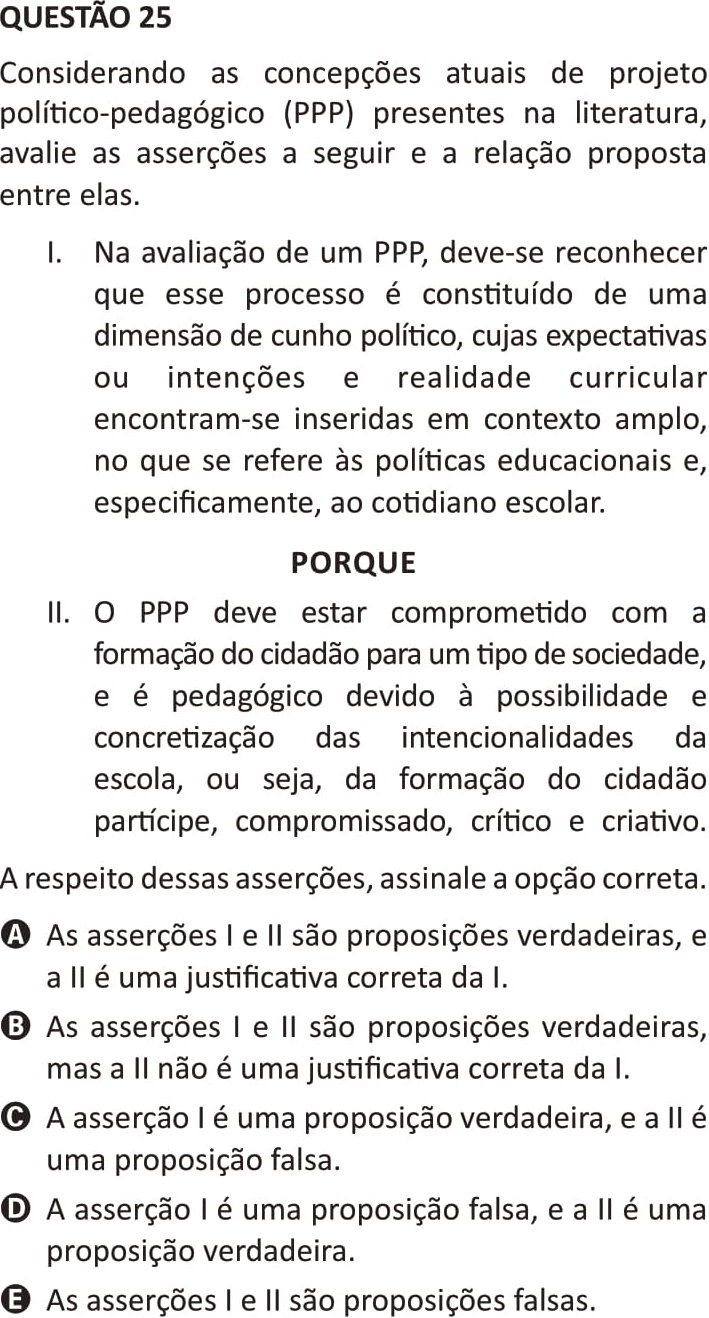 QUESTÃO 25
Considerando as concepções atuais de projeto
político-pedagógico (PPP) presentes na literatura,
avalie as asserções a seguir e a relação proposta
entre elas.
I. Na avaliação de um PPP, deve-se reconhecer
que esse processo é constituído de uma
dimensão de cunho político, cujas expectativas
ou intenções e realidade curricular
encontram-se inseridas em contexto amplo,
no que se refere às políticas educacionais e,
especificamente, ao cotidiano escolar.
PORQUE
II. O PPP deve estar comprometido com a
formação do cidadão para um tipo de sociedade,
e é pedagógico devido à possibilidade e
concretização das intencionalidades da
escola, ou seja, da formação do cidadão
partícipe, compromissado, crítico e criativo.
A respeito dessas asserções, assinale a opção correta.
A As asserções I e II são proposições verdadeiras, e
a II é uma justificativa correta da I.
B As asserções I e II são proposições verdadeiras,
mas a II não é uma justificativa correta da I.
C A asserção I é uma proposição verdadeira, e a II é
uma proposição falsa.
D A asserção I é uma proposição falsa, e a II é uma
proposição verdadeira.
E As asserções I e II são proposições falsas.